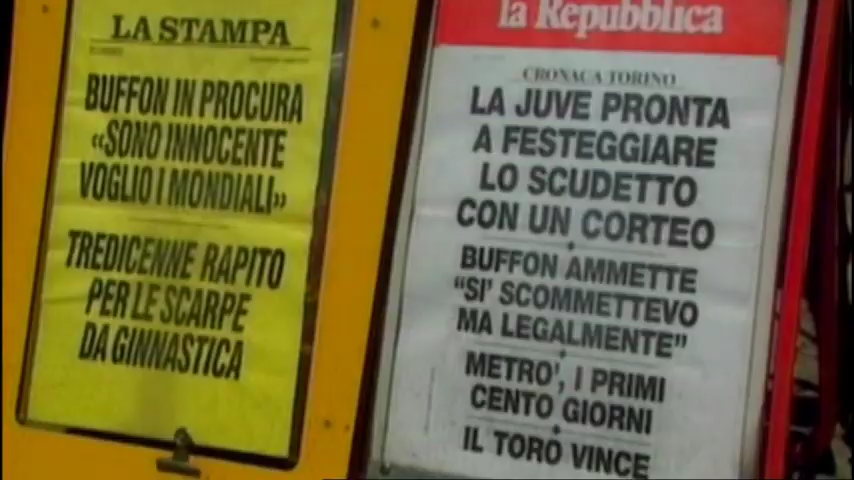 LA STAMPA
BUFFON IN PROCURA
«SONO INNOCENTE
VOGLIO I MONDIALI»
TREDICENNE RAPITO
PER LE SCARPE
DA GINNASTICA
la Repubblica
CRONACA TORINO
LA JUVE PRONTA
A FESTEGGIARE
LO SCUDETTO
CON UN CORTEO
BUFFON AMMETTE
"SI' SCOMMETTEVO
MA LEGALMENTE"
METRO', I PRIMI
CENTO GIORNI
IL TORO VINCE